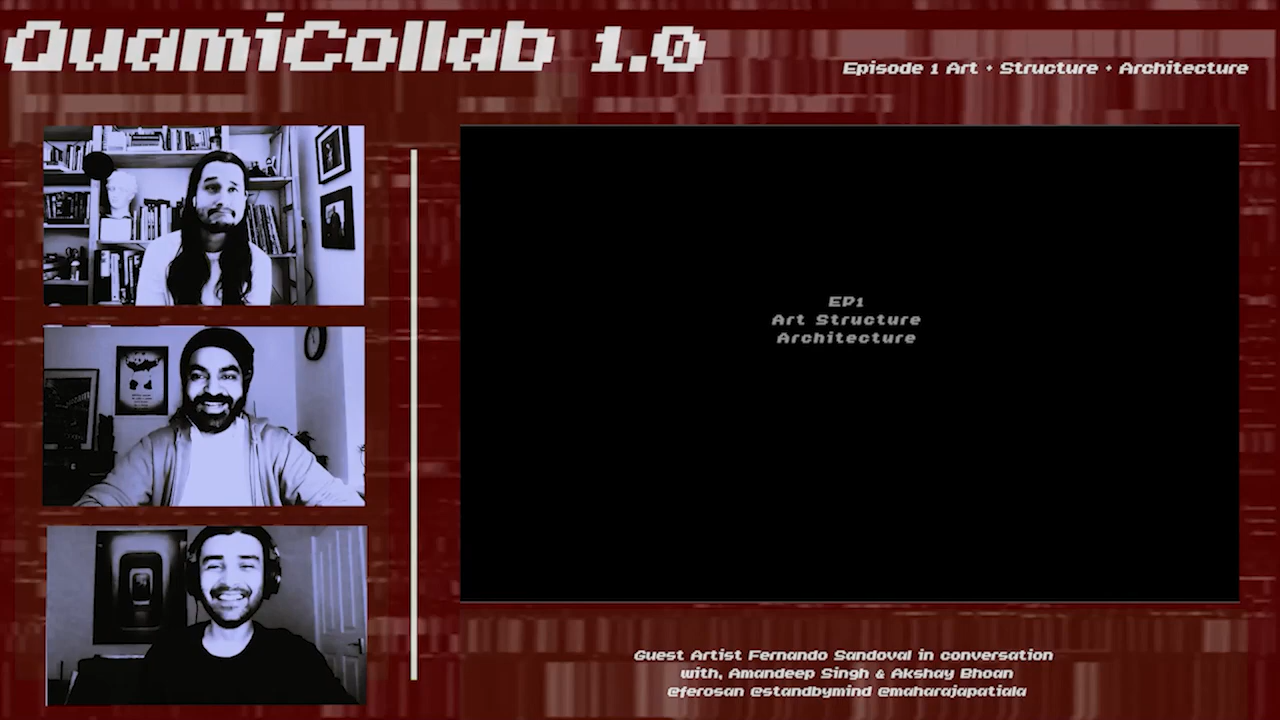 QuamiCollab 1.0
Episode 1 Art • Structure • Architecture
EP1
Art Structure
Architecture
Guest Artist Fernando Sandoval in conversation
with, Amandeep Singh & Akshay Bhoan
@ferosan @standbymind @maharajapatiala